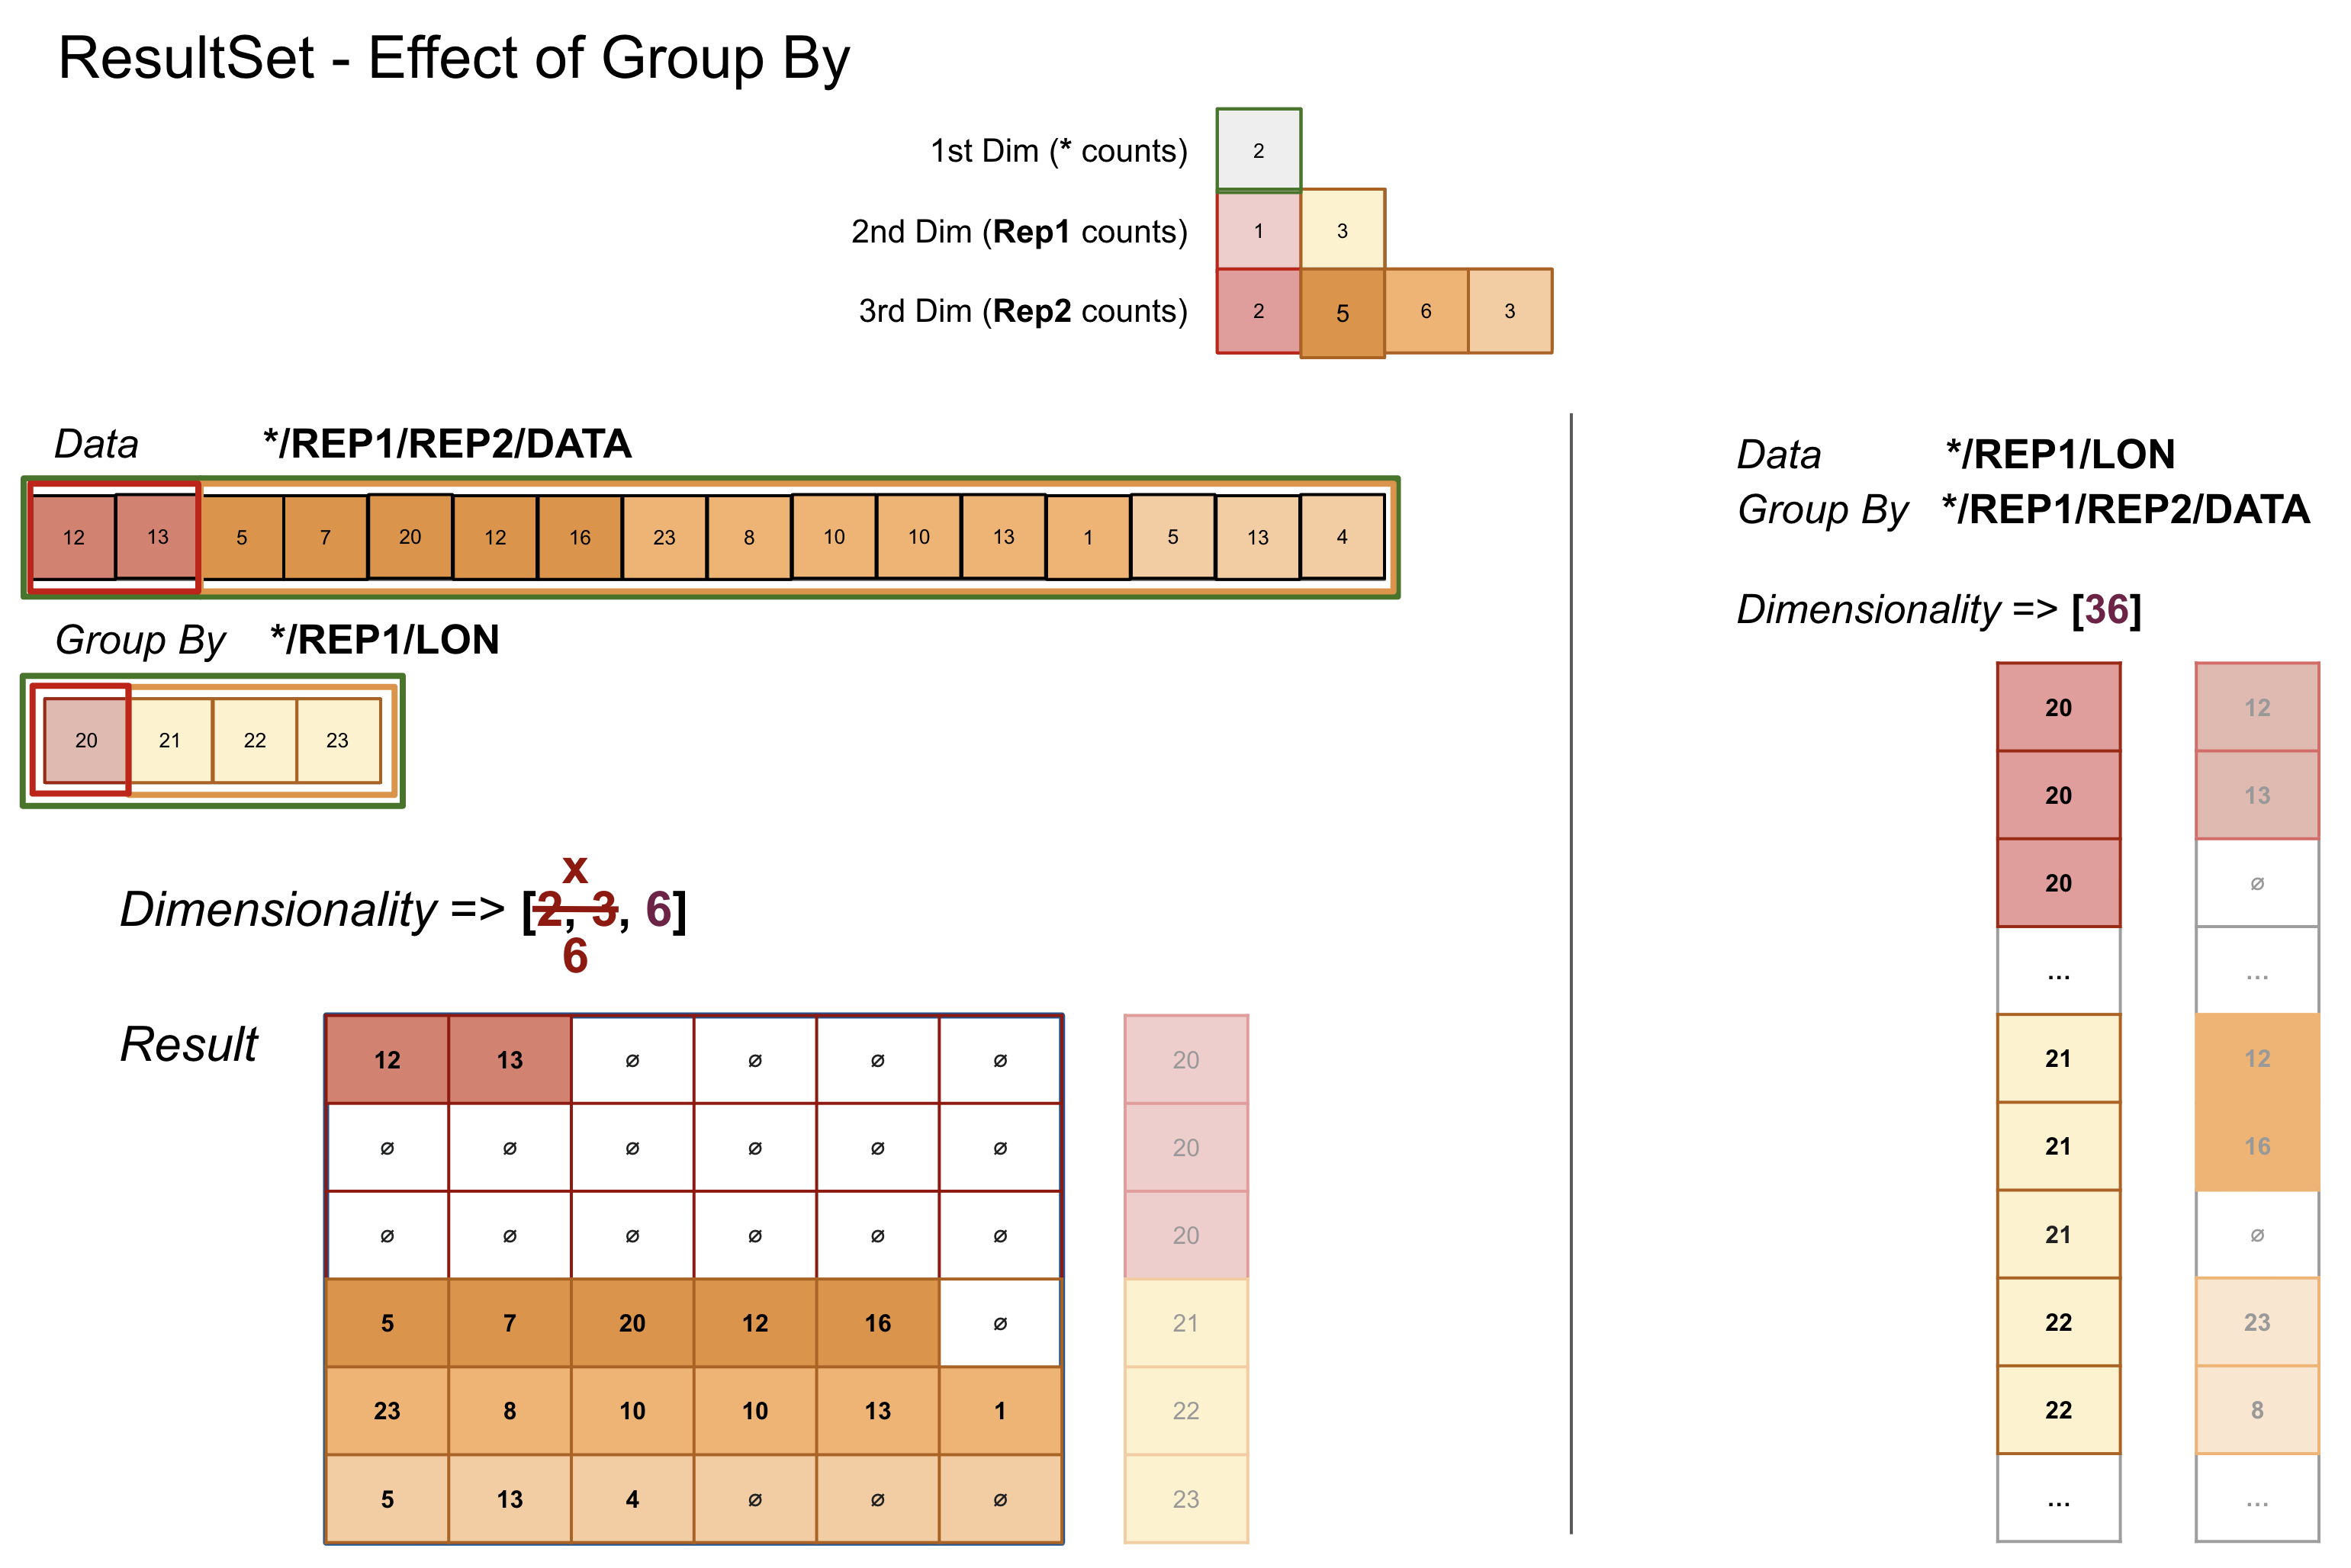 ResultSet - Effect of Group By
1st Dim (* counts)
2
2nd Dim (Rep1 counts)
1 3
3rd Dim (Rep2 counts)
2 5 6 3
Data */REP1/REP2/DATA
12 13 5 7 20 12 16 23 8 10 10 13 1 5 13 4
Group By */REP1/LON
20 21 22 23
x
Dimensionality => [2, 3, 6]
6
Result
12 13 ∅ ∅ ∅ ∅ 20
∅ ∅ ∅ ∅ ∅ ∅ 20
∅ ∅ ∅ ∅ ∅ ∅ 20
5 7 20 12 16 ∅ 21
23 8 10 10 13 1 22
5 13 4 ∅ ∅ ∅ 23
Data */REP1/LON
Group By */REP1/REP2/DATA
Dimensionality => [36]
20 12
20 13
20 ∅
... ...
21 12
21 16
21 ∅
22 23
22 8
... ...